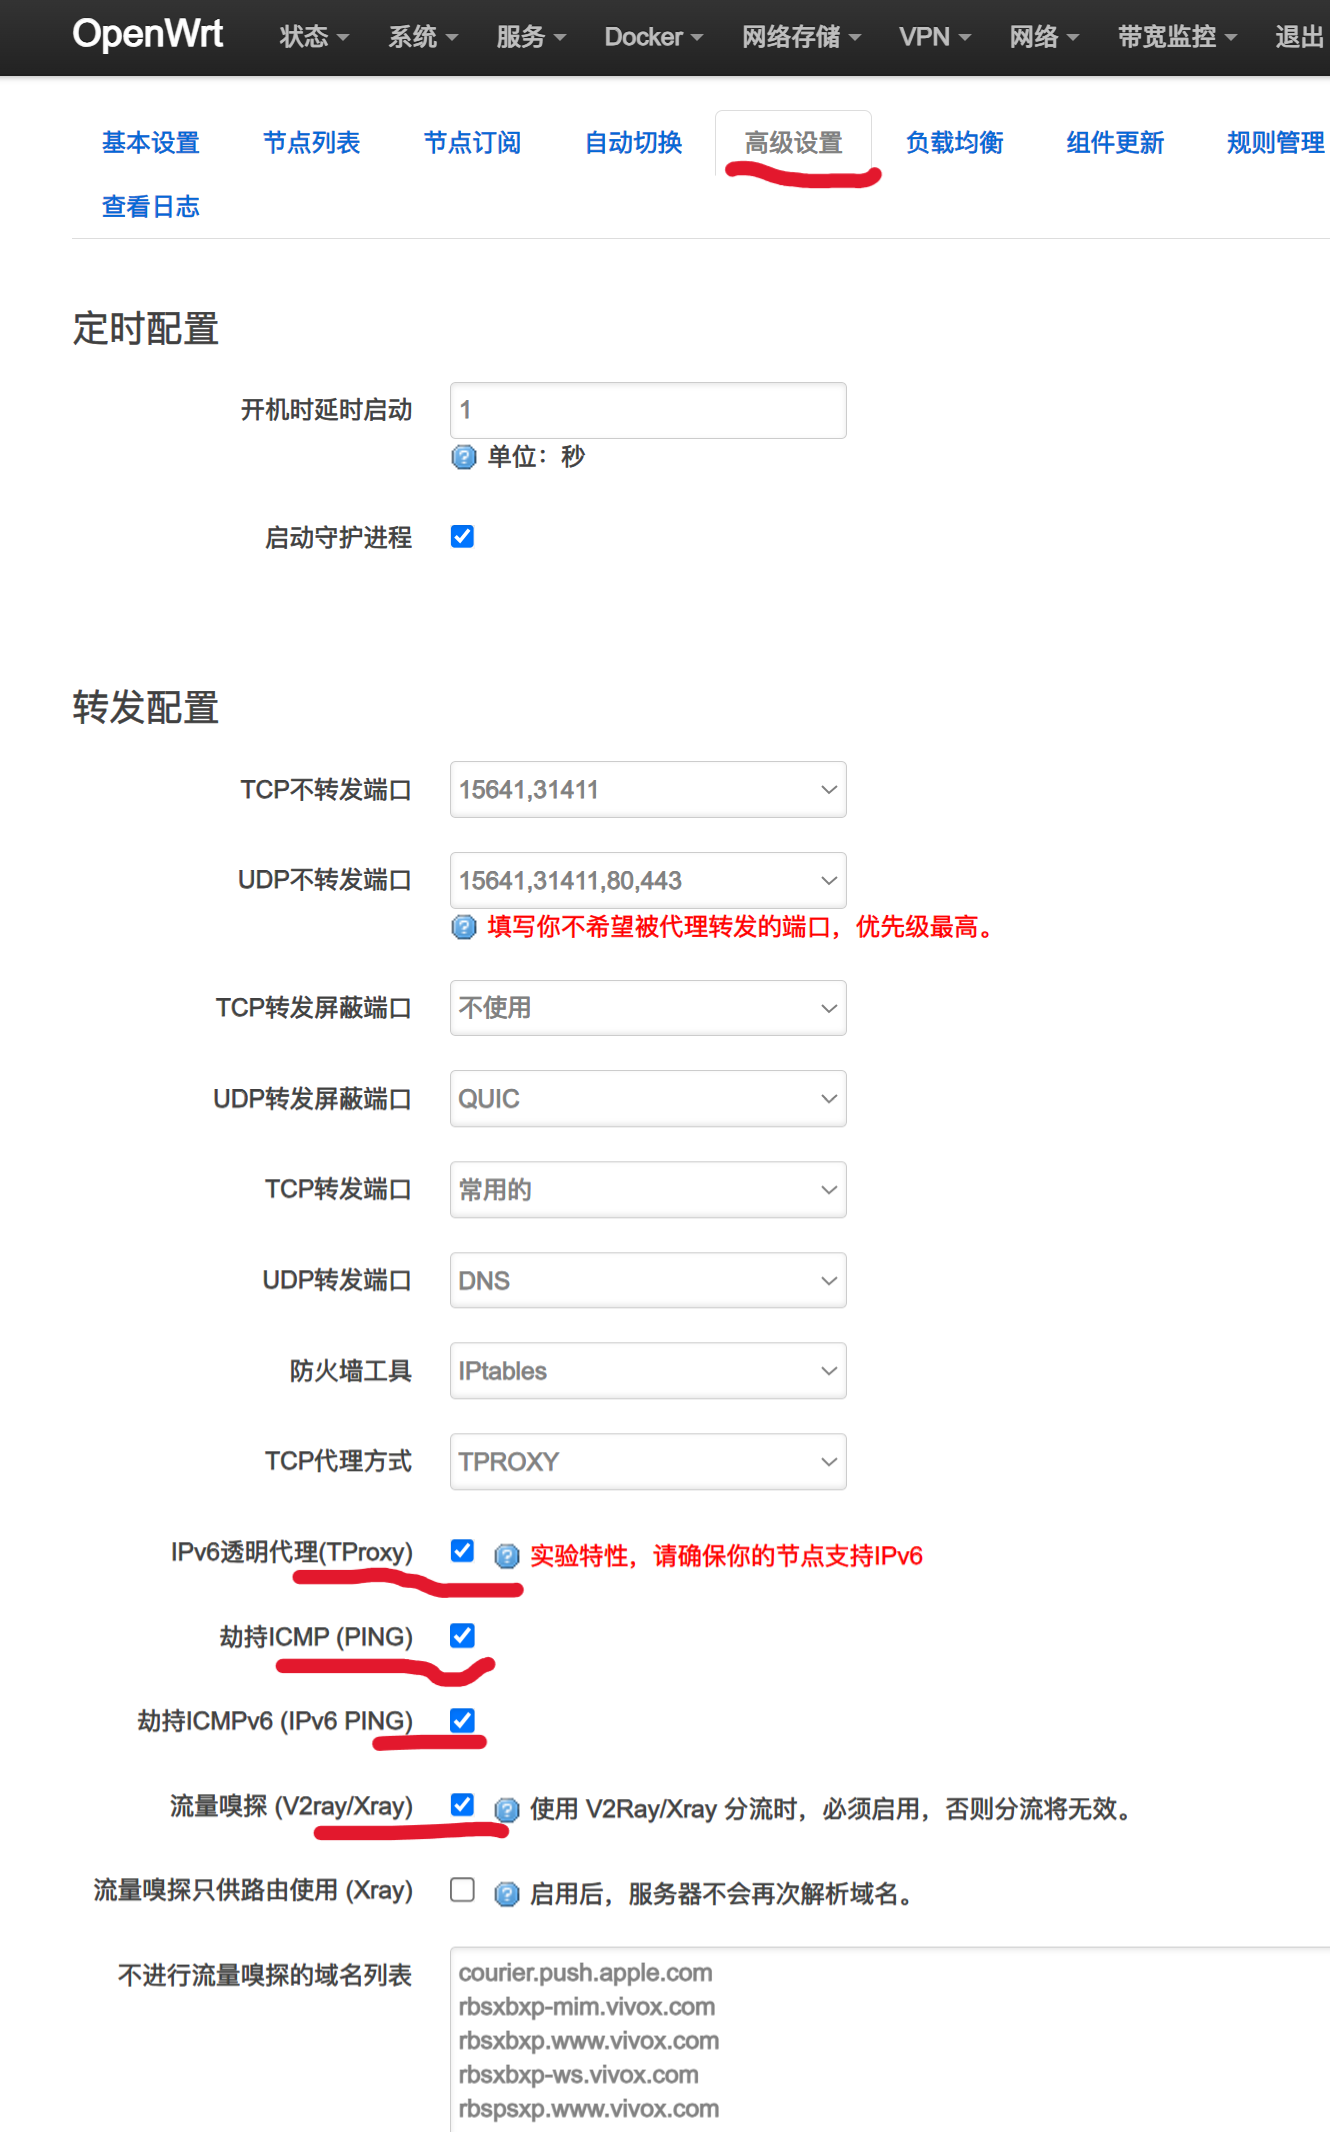 OpenWrt 状态 系统 服务 Docker 网络存储 VPN 网络 带宽监控 退出
基本设置 节点列表 节点订阅 自动切换 高级设置 负载均衡 组件更新 规则管理
查看日志
定时配置
开机时延时启动 1
单位：秒
启动守护进程
转发配置
TCP不转发端口 15641,31411
UDP不转发端口 15641,31411,80,443
填写你不希望被代理转发的端口，优先级最高。
TCP转发屏蔽端口 不使用
UDP转发屏蔽端口 QUIC
TCP转发端口 常用的
UDP转发端口 DNS
防火墙工具 IPtables
TCP代理方式 TPROXY
IPv6透明代理(TProxy) 实验特性，请确保你的节点支持IPv6
劫持ICMP (PING)
劫持ICMPv6 (IPv6 PING)
流量嗅探 (V2ray/Xray) 使用 V2Ray/Xray 分流时，必须启用，否则分流将无效。
流量嗅探只供路由使用 (Xray) 启用后，服务器不会再次解析域名。
不进行流量嗅探的域名列表 courier.push.apple.com
rbsxbxp-mim.vivox.com
rbsxbxp.www.vivox.com
rbsxbxp-ws.vivox.com
rbspsxp.www.vivox.com